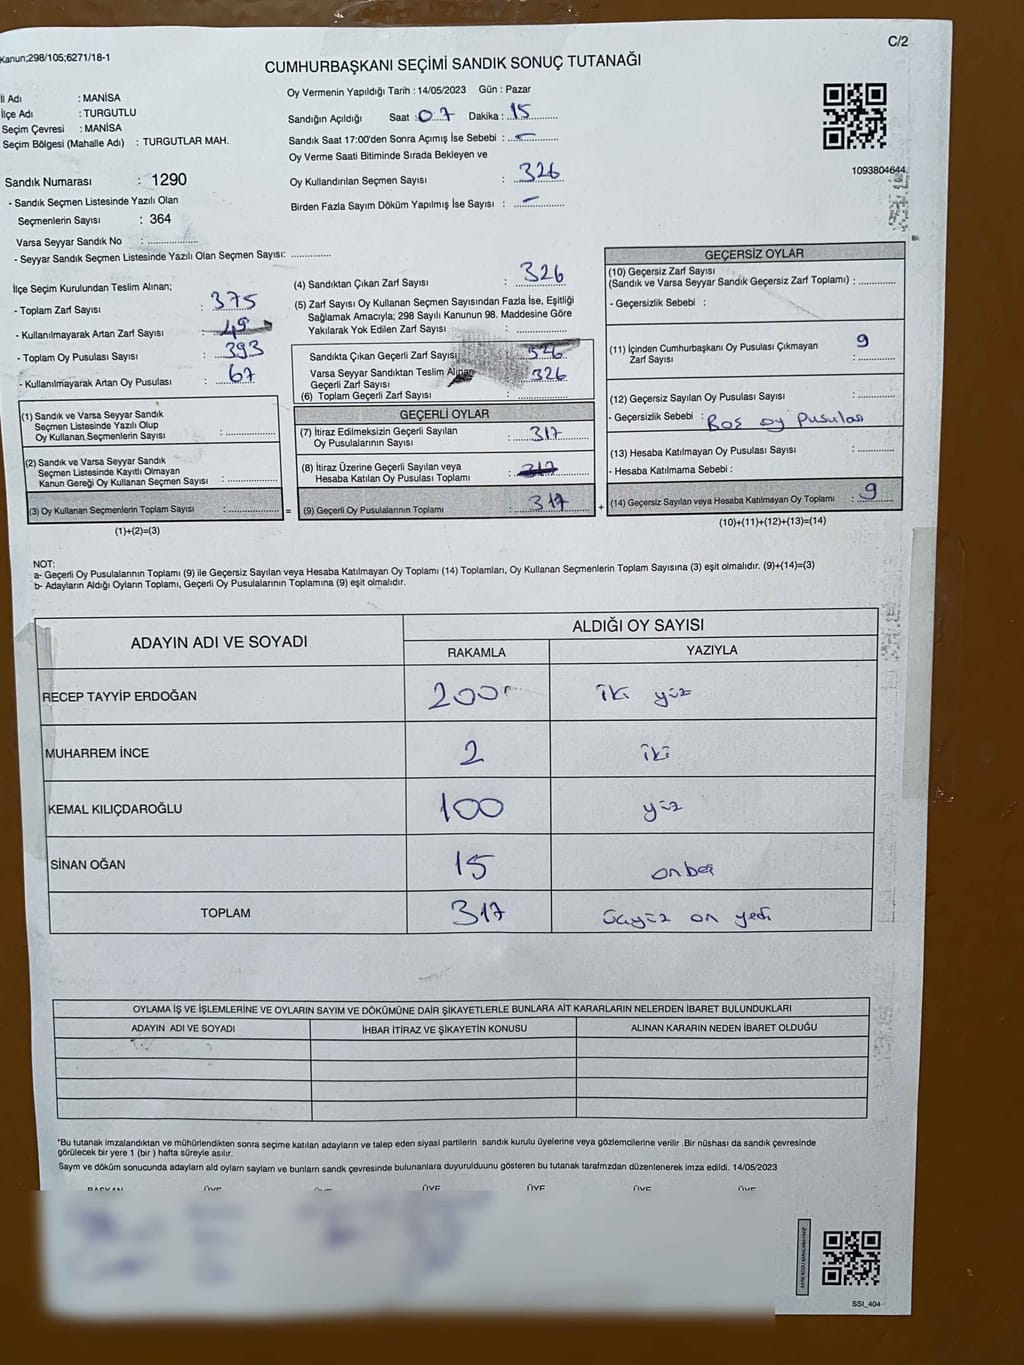 Kanun;298/105;6271/18-1
C/2
CUMHURBAŞKANI SEÇİMİ SANDIK SONUÇ TUTANAĞI
İl Adı : MANİSA
İlçe Adı : TURGUTLU
Seçim Çevresi : MANİSA
Seçim Bölgesi (Mahalle Adı) : TURGUTLAR MAH.
Sandık Numarası : 1290
- Sandık Seçmen Listesinde Yazılı Olan
Seçmenlerin Sayısı : 364
Varsa Seyyar Sandık No : ..................
- Seyyar Sandık Seçmen Listesinde Yazılı Olan Seçmen Sayısı: ..............
Oy Vermenin Yapıldığı Tarih : 14/05/2023 Gün : Pazar
Sandığın Açıldığı Saat : 07 Dakika : 15
Sandık Saat 17:00'den Sonra Açımış İse Sebebi : -
Oy Verme Saati Bitiminde Sırada Bekleyen ve
Oy Kullandırılan Seçmen Sayısı : 326
Birden Fazla Sayım Döküm Yapılmış İse Sayısı : -
1093804644
İlçe Seçim Kurulundan Teslim Alınan;
- Toplam Zarf Sayısı : 375
- Kullanılmayarak Artan Zarf Sayısı : 49
- Toplam Oy Pusulası Sayısı : 393
- Kullanılmayarak Artan Oy Pusulası : 67
(1) Sandık ve Varsa Seyyar Sandık
Seçmen Listesinde Yazılı Olup
Oy Kullanan Seçmenlerin Sayısı : ..................
(2) Sandık ve Varsa Seyyar Sandık
Seçmen Listesinde Kayıtlı Olmayan
Kanun Gereği Oy Kullanan Seçmen Sayısı : ..................
(3) Oy Kullanan Seçmenlerin Toplam Sayısı : ..................
(1)+(2)=(3)
(4) Sandıktan Çıkan Zarf Sayısı : 326
(5) Zarf Sayısı Oy Kullanan Seçmen Sayısından Fazla İse, Eşitliği
Sağlamak Amacıyla; 298 Sayılı Kanunun 98. Maddesine Göre
Yakılarak Yok Edilen Zarf Sayısı : ..................
Sandıkta Çıkan Geçerli Zarf Sayısı 326
Varsa Seyyar Sandıktan Teslim Alınan
Geçerli Zarf Sayısı 326
(6) Toplam Geçerli Zarf Sayısı : ..................
GEÇERLİ OYLAR
(7) İtiraz Edilmeksizin Geçerli Sayılan
Oy Pusulalarının Sayısı : 317
(8) İtiraz Üzerine Geçerli Sayılan veya
Hesaba Katılan Oy Pusulası Toplamı : 317
= (9) Geçerli Oy Pusulalarının Toplamı : 317 +
GEÇERSİZ OYLAR
(10) Geçersiz Zarf Sayısı
(Sandık ve Varsa Seyyar Sandık Geçersiz Zarf Toplamı) : ..............
- Geçersizlik Sebebi :
(11) İçinden Cumhurbaşkanı Oy Pusulası Çıkmayan
Zarf Sayısı : 9
(12) Geçersiz Sayılan Oy Pusulası Sayısı : ..............
- Geçersizlik Sebebi : Boş oy pusulası
(13) Hesaba Katılmayan Oy Pusulası Sayısı : ..............
- Hesaba Katılmama Sebebi :
(14) Geçersiz Sayılan veya Hesaba Katılmayan Oy Toplamı : 9
(10)+(11)+(12)+(13)=(14)
NOT:
a- Geçerli Oy Pusulalarının Toplamı (9) ile Geçersiz Sayılan veya Hesaba Katılmayan Oy Toplamı (14) Toplamları, Oy Kullanan Seçmenlerin Toplam Sayısına (3) eşit olmalıdır. (9)+(14)=(3)
b- Adayların Aldığı Oyların Toplamı, Geçerli Oy Pusulalarının Toplamına (9) eşit olmalıdır.
ADAYIN ADI VE SOYADI ALDIĞI OY SAYISI
RAKAMLA YAZIYLA
RECEP TAYYİP ERDOĞAN 200 iki yüz
MUHARREM İNCE 2 iki
KEMAL KILIÇDAROĞLU 100 yüz
SİNAN OĞAN 15 onbeş
TOPLAM 317 üçyüz on yedi
OYLAMA İŞ VE İŞLEMLERİNE VE OYLARIN SAYIM VE DÖKÜMÜNE DAİR ŞİKAYETLERLE BUNLARA AİT KARARLARIN NELERDEN İBARET BULUNDUKLARI
ADAYIN ADI VE SOYADI İHBAR İTİRAZ VE ŞİKAYETİN KONUSU ALINAN KARARIN NEDEN İBARET OLDUĞU
*Bu tutanak imzalandıktan ve mühürlendikten sonra seçime katılan adayların ve talep eden siyasi partilerin sandık kurulu üyelerine veya gözlemcilerine verilir .Bir nüshası da sandık çevresinde
görülecek bir yere 1 (bir ) hafta süreyle asılır.
Saym ve döküm sonucunda adaylarn ald oylarn saylarn ve bunlarn sandk çevresinde bulunanlara duyurulduunu gösteren bu tutanak tarafmzdan düzenlenerek imza edildi. 14/05/2023
BAŞKAN ÜYE ÜYE ÜYE ÜYE ÜYE ÜYE
SSI_404